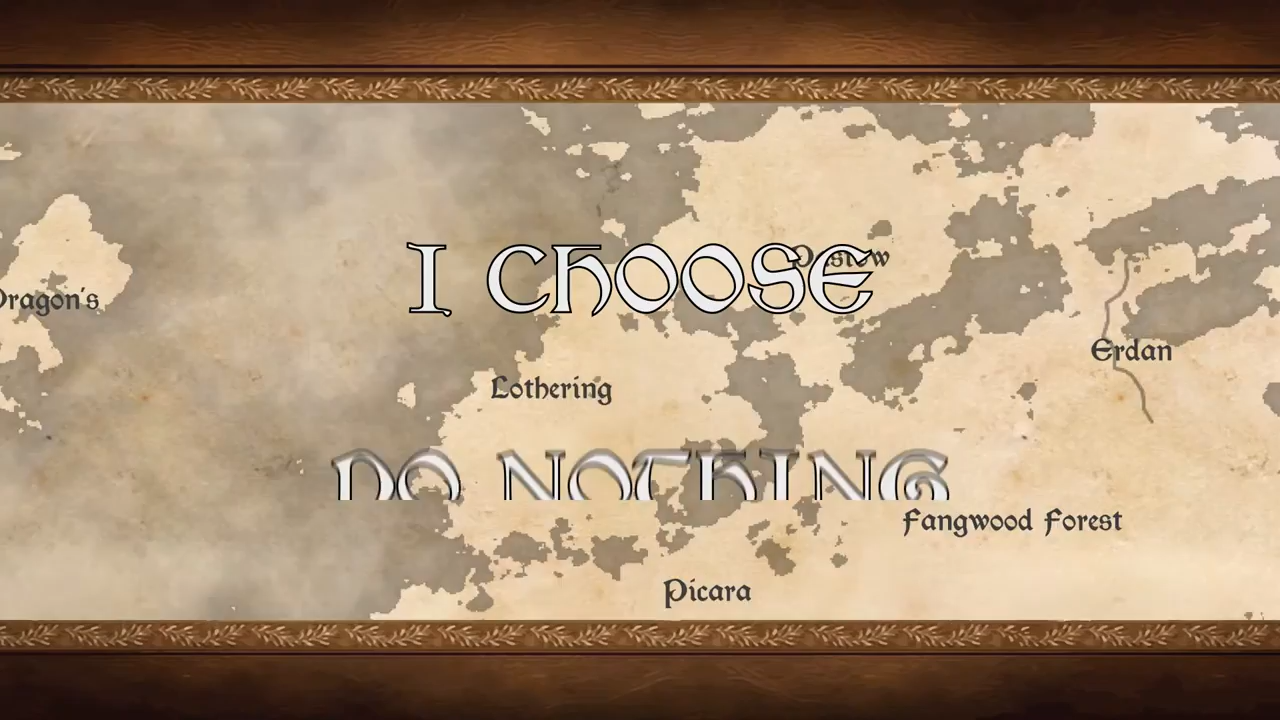 I CHOOSE
Dragon's
Lothering
Erdan
DO NOTHING
Fangwood Forest
Picara